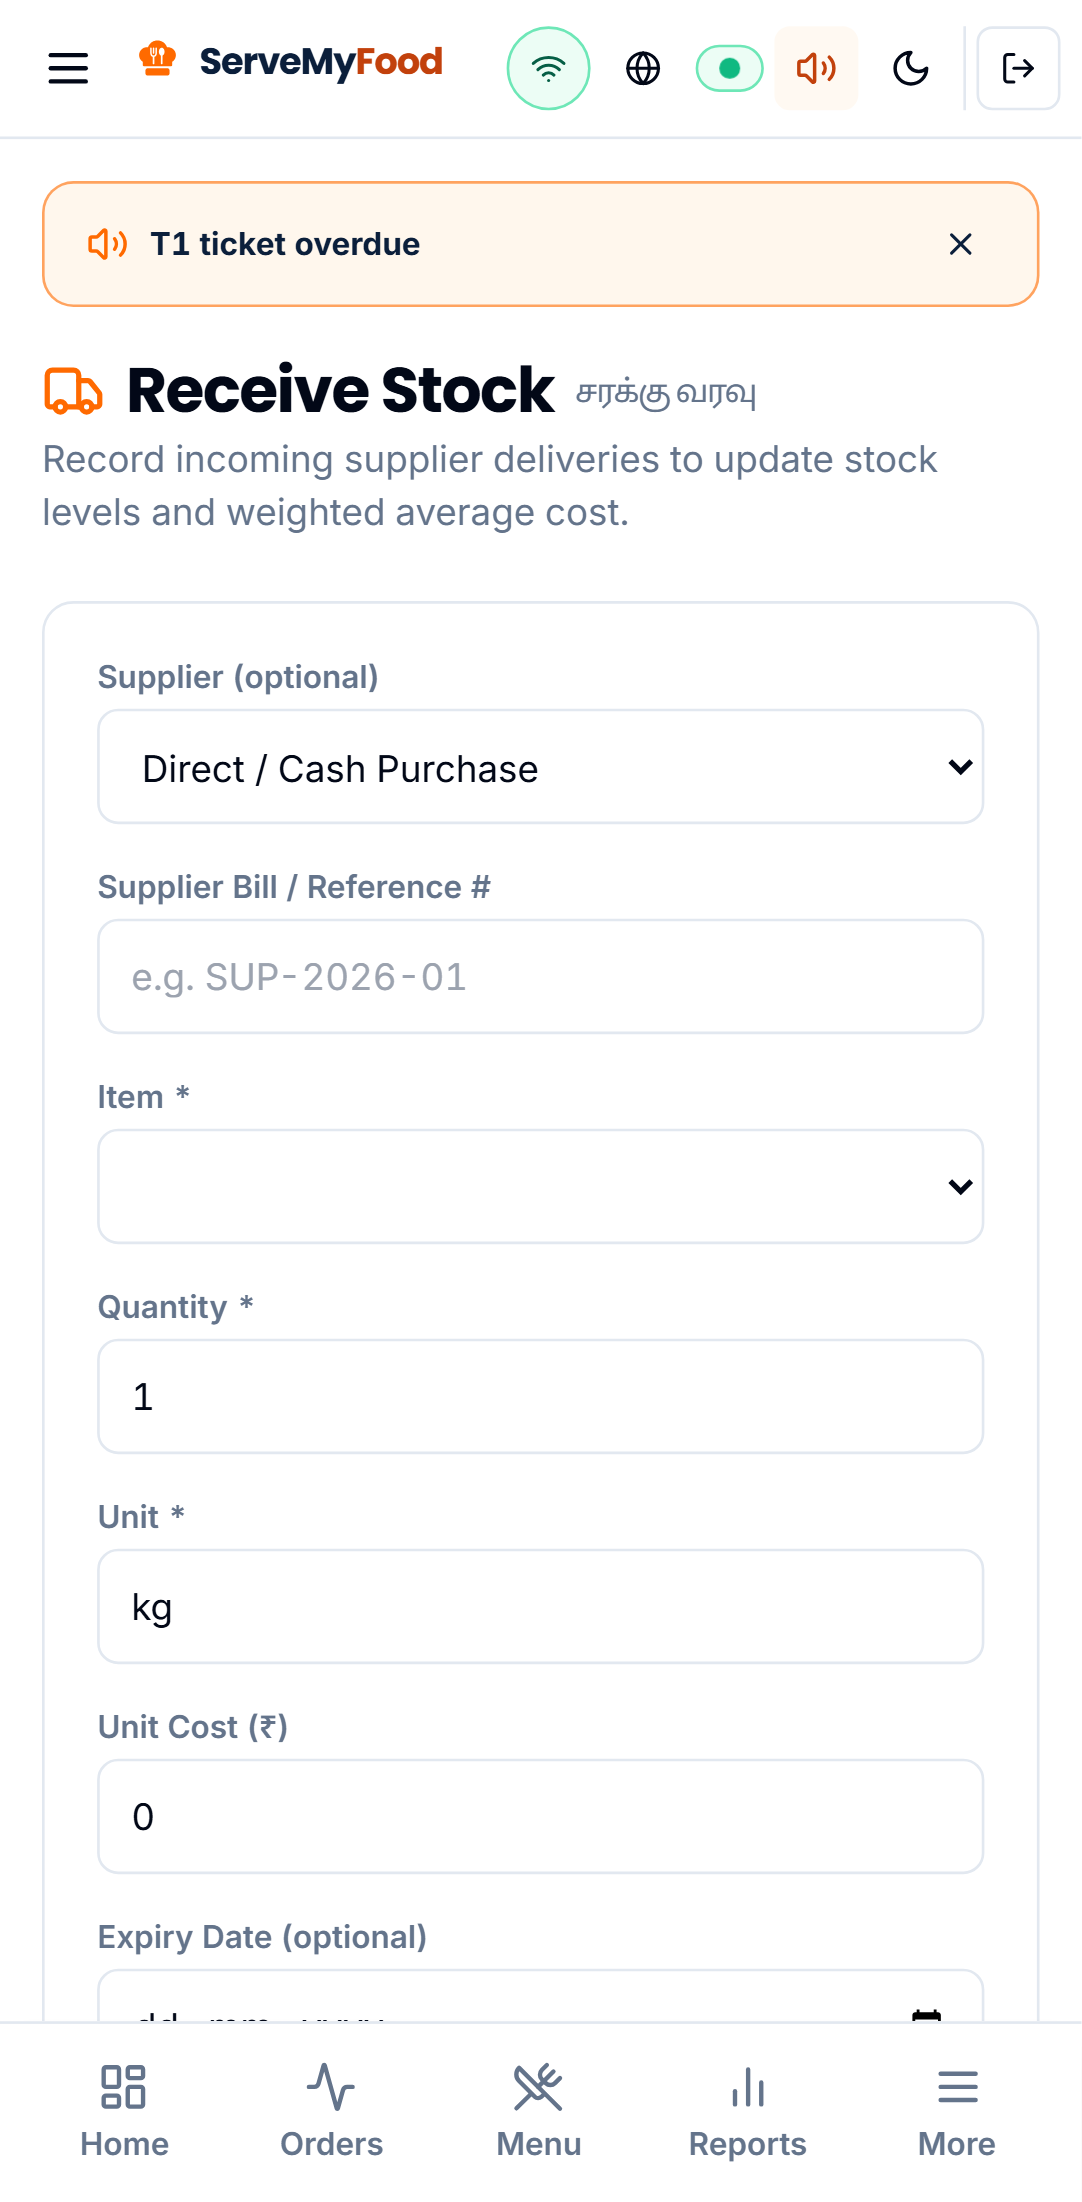 ServeMyFood
T1 ticket overdue
Receive Stock சரக்கு வரவு
Record incoming supplier deliveries to update stock
levels and weighted average cost.
Supplier (optional)
Direct / Cash Purchase
Supplier Bill / Reference #
e.g. SUP-2026-01
Item *
Quantity *
1
Unit *
kg
Unit Cost (₹)
0
Expiry Date (optional)
Home Orders Menu Reports More